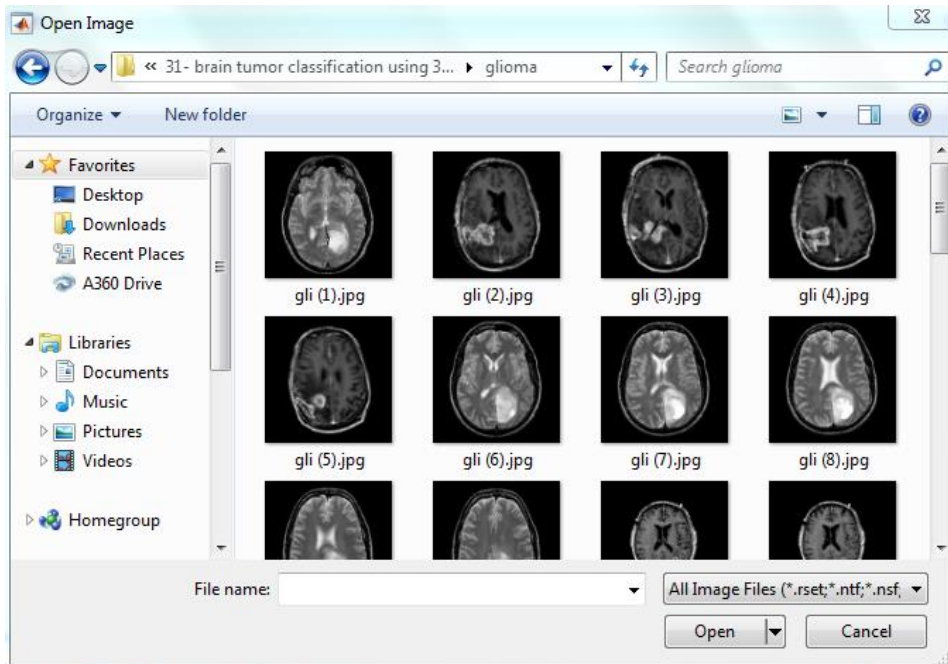 Open Image
« 31- brain tumor classification using 3... glioma
Search glioma
Organize New folder
Favorites
Desktop
Downloads
Recent Places
A360 Drive
Libraries
Documents
Music
Pictures
Videos
Homegroup
gli (1).jpg gli (2).jpg gli (3).jpg gli (4).jpg
gli (5).jpg gli (6).jpg gli (7).jpg gli (8).jpg
File name:
All Image Files (*.rset;*.ntf;*.nsf;
Open Cancel